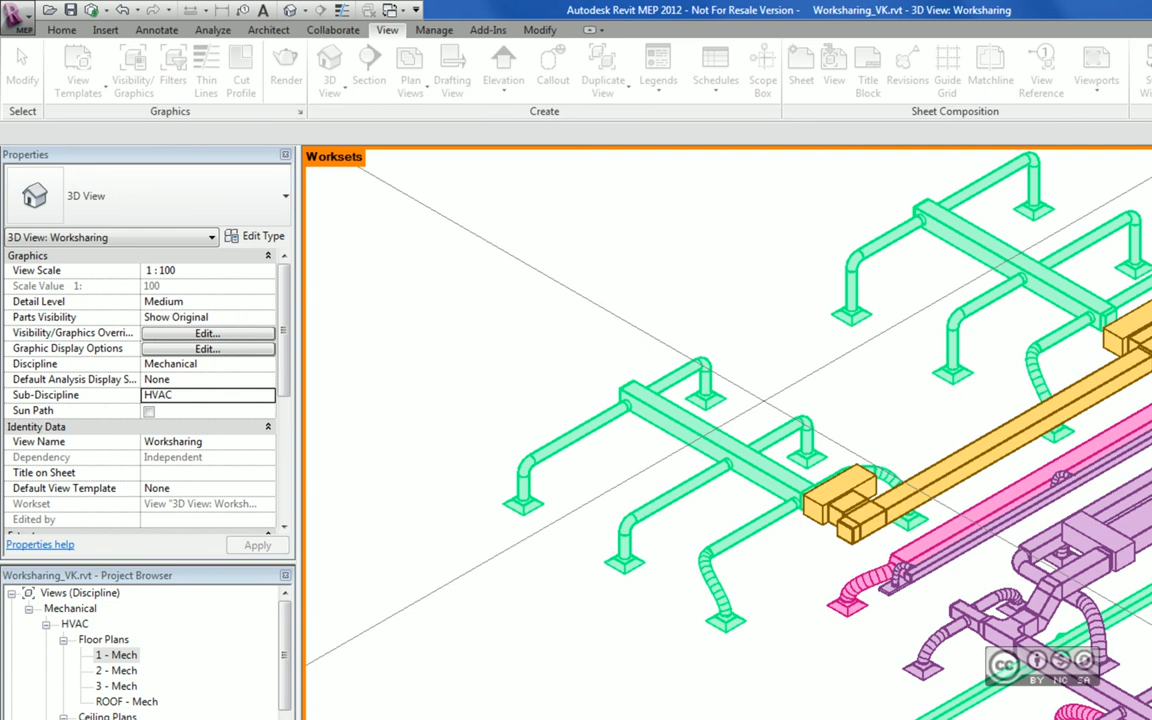 Autodesk Revit MEP 2012 - Not For Resale Version - Worksharing_VK.rvt - 3D View: Worksharing
MEP
Home Insert Annotate Analyze Architect Collaborate View Manage Add-Ins Modify
Modify View Templates Visibility/ Graphics Filters Thin Lines Cut Profile Render 3D View Section Plan Views Drafting View Elevation Callout Duplicate View Legends Schedules Scope Box Sheet View Title Block Revisions Guide Grid Matchline View Reference Viewports
Select Graphics Create Sheet Composition
Properties
Worksets
3D View
3D View: Worksharing Edit Type
Graphics
View Scale 1 : 100
Scale Value 1: 100
Detail Level Medium
Parts Visibility Show Original
Visibility/Graphics Overri... Edit...
Graphic Display Options Edit...
Discipline Mechanical
Default Analysis Display S... None
Sub-Discipline HVAC
Sun Path
Identity Data
View Name Worksharing
Dependency Independent
Title on Sheet
Default View Template None
Workset View "3D View: Worksh...
Edited by
Properties help Apply
Worksharing_VK.rvt - Project Browser
Views (Discipline)
Mechanical
HVAC
Floor Plans
1 - Mech
2 - Mech
3 - Mech
ROOF - Mech
Ceiling Plans
cc
BY NC SA